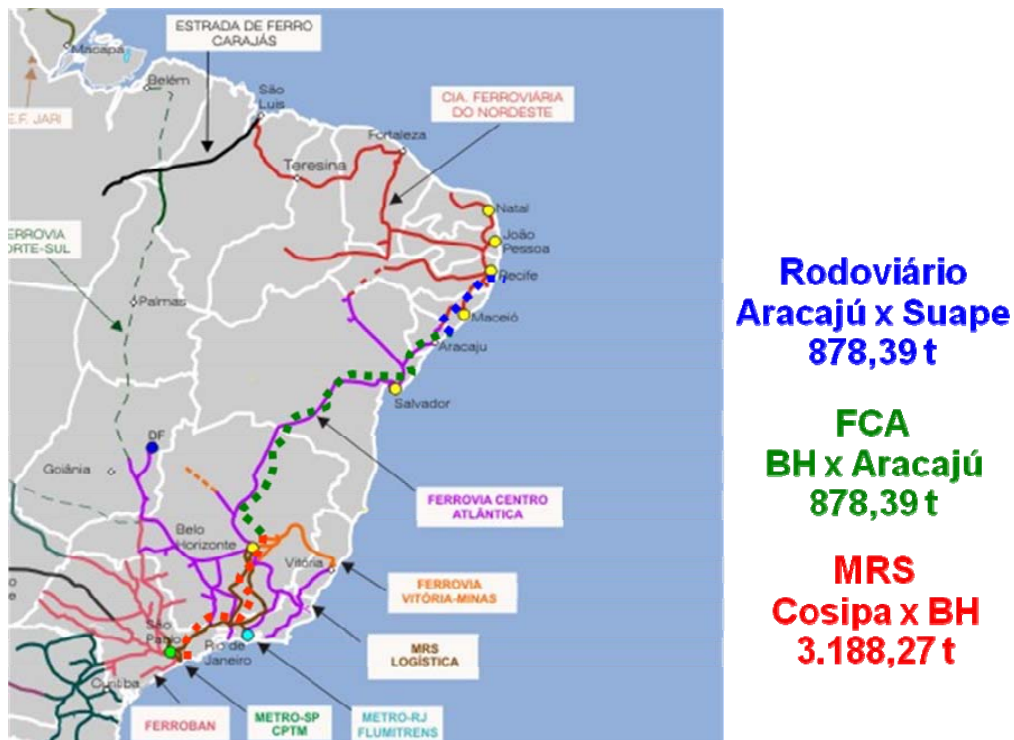 ESTRADA DE FERRO
CARAJÁS
Macapá
Belém
São
Luis
E.F. JARI
CIA. FERROVIÁRIA
DO NORDESTE
Fortaleza
Teresina
Natal
João
Pessoa
FERROVIA
Recife
Palmas
Maceió
Aracaju
Salvador
DF
Goiânia
FERROVIA CENTRO
ATLÂNTICA
Belo
Horizonte
Vitória
FERROVIA
VITÓRIA-MINAS
São
Paulo
Rio de
Janeiro
MRS
LOGÍSTICA
Curitiba
FERROBAN
METRO-SP
CPTM
METRO-RJ
FLUMITRENS
Rodoviário
Aracajú x Suape
878,39 t
FCA
BH x Aracajú
878,39 t
MRS
Cosipa x BH
3.188,27 t